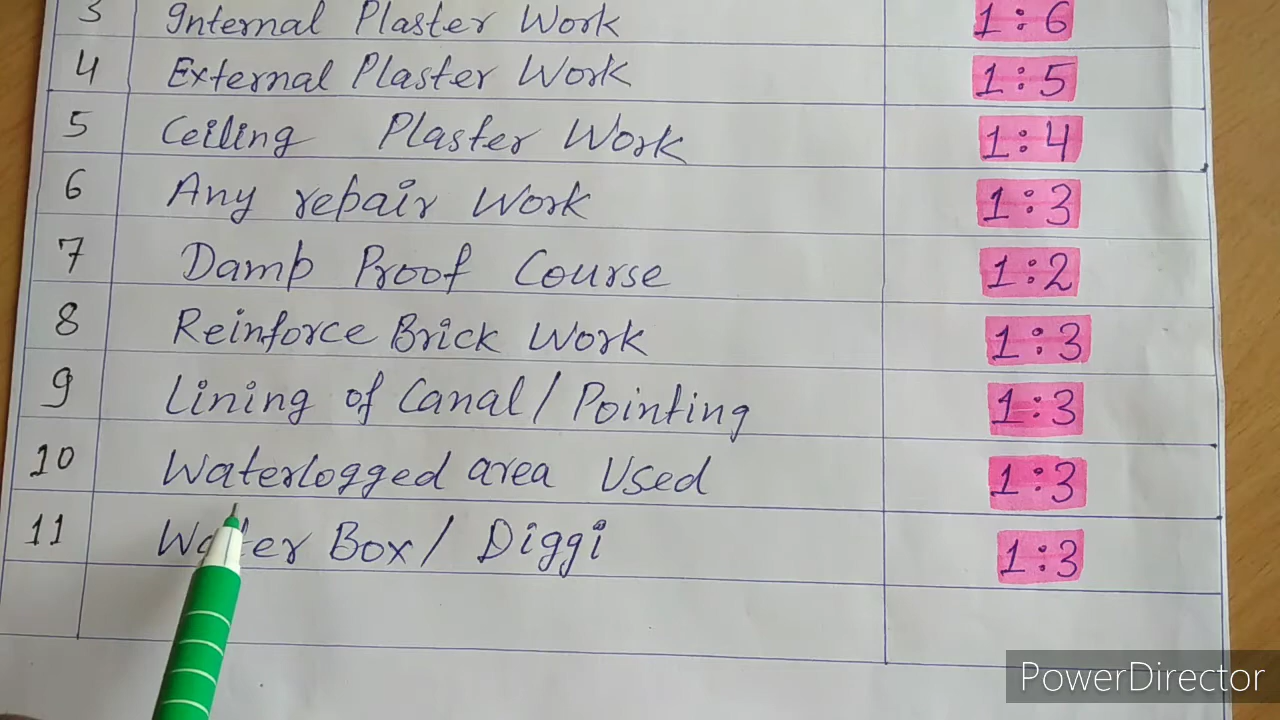 3 Internal Plaster Work 1:6
4 External Plaster Work 1:5
5 Ceiling Plaster Work 1:4
6 Any repair Work 1:3
7 Damp Proof Course 1:2
8 Reinforce Brick Work 1:3
9 Lining of Canal / Pointing 1:3
10 Waterlogged area Used 1:3
11 Water Box / Diggi 1:3
PowerDirector